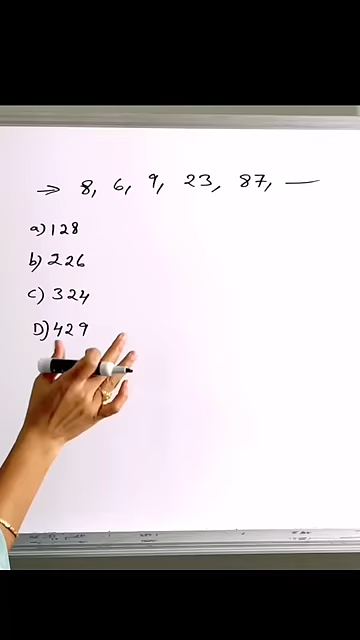 → 8, 6, 9, 23, 87, —
a) 128
b) 226
c) 324
D) 429